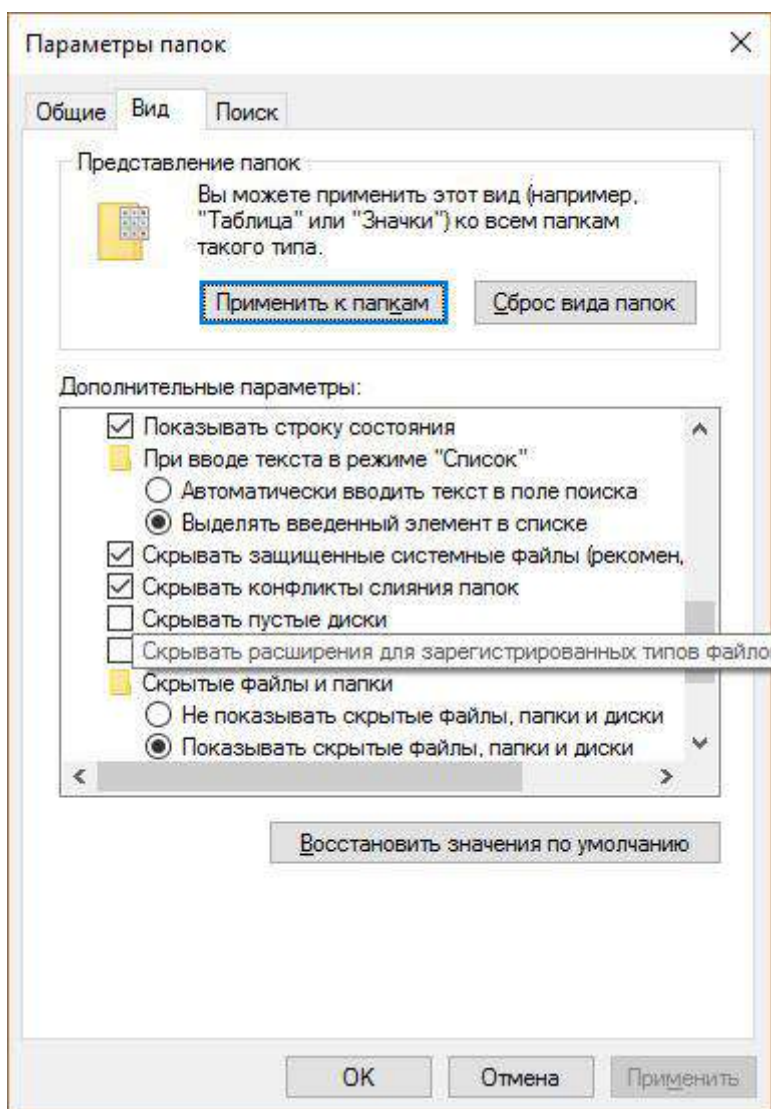 Параметры папок
Общие Вид Поиск
Представление папок
Вы можете применить этот вид (например,
"Таблица" или "Значки") ко всем папкам
такого типа.
Применить к папкам Сброс вида папок
Дополнительные параметры:
Показывать строку состояния
При вводе текста в режиме "Список"
Автоматически вводить текст в поле поиска
Выделять введенный элемент в списке
Скрывать защищенные системные файлы (рекомен,
Скрывать конфликты слияния папок
Скрывать пустые диски
Скрывать расширения для зарегистрированных типов файло
Скрытые файлы и папки
Не показывать скрытые файлы, папки и диски
Показывать скрытые файлы, папки и диски
Восстановить значения по умолчанию
OK Отмена Применить